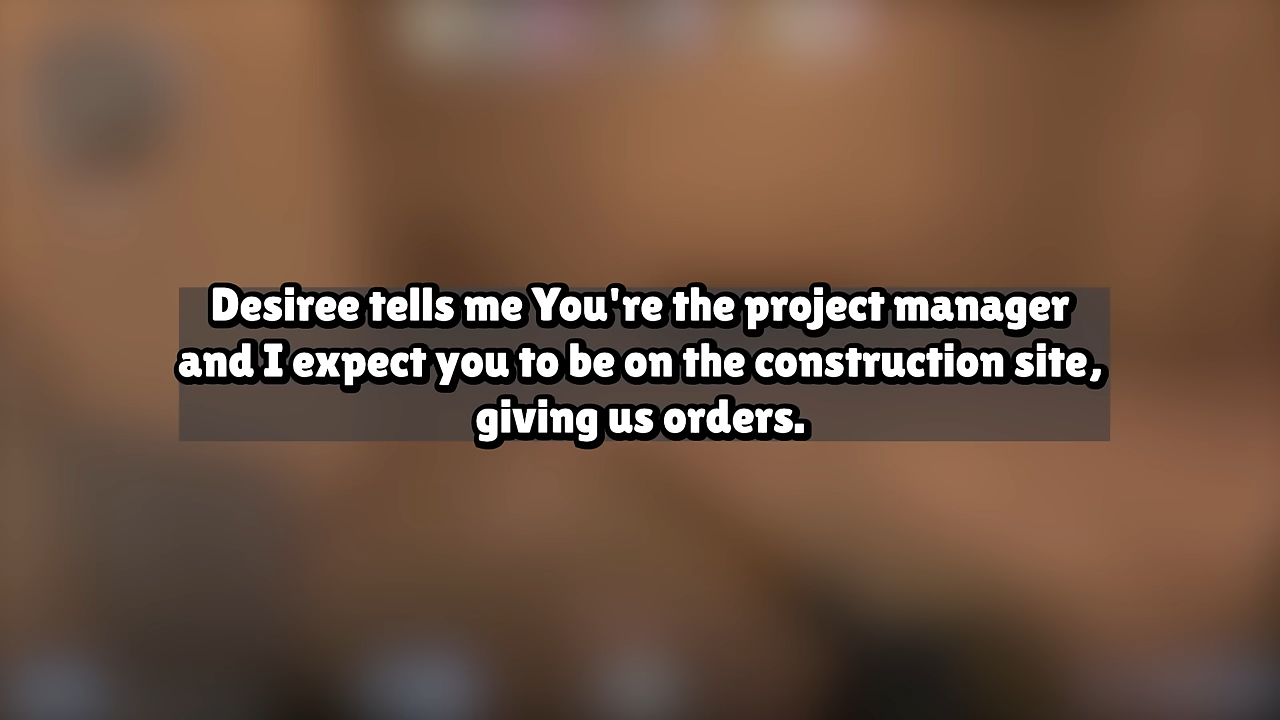 Desiree tells me You're the project manager
and I expect you to be on the construction site,
giving us orders.